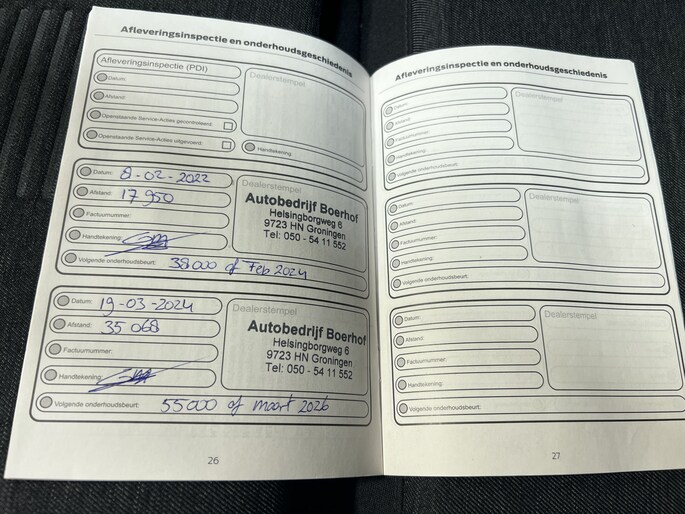 Afleveringsinspectie en onderhoudsgeschiedenis
Afleveringsinspectie (PDI)
Dealerstempel
Datum:
Afstand:
Openstaande Service-Acties gecontroleerd:
Openstaande Service-Acties uitgevoerd:
Handtekening:
Datum: 8-02-2022
Dealerstempel
Afstand: 17 950
Autobedrijf Boerhof
Helsingborgweg 6
9723 HN Groningen
Tel: 050 - 54 11 552
Factuurnummer:
Handtekening:
Volgende onderhoudsbeurt: 38000 of Feb 2024
Datum: 19-03-2024
Dealerstempel
Afstand: 35 068
Autobedrijf Boerhof
Helsingborgweg 6
9723 HN Groningen
Tel: 050 - 54 11 552
Factuurnummer:
Handtekening:
Volgende onderhoudsbeurt: 55000 of maart 2026
26
Afleveringsinspectie en onderhoudsgeschiedenis
Datum:
Dealerstempel
Afstand:
Factuurnummer:
Handtekening:
Volgende onderhoudsbeurt:
Datum:
Dealerstempel
Afstand:
Factuurnummer:
Handtekening:
Volgende onderhoudsbeurt:
Datum:
Dealerstempel
Afstand:
Factuurnummer:
Handtekening:
Volgende onderhoudsbeurt:
27